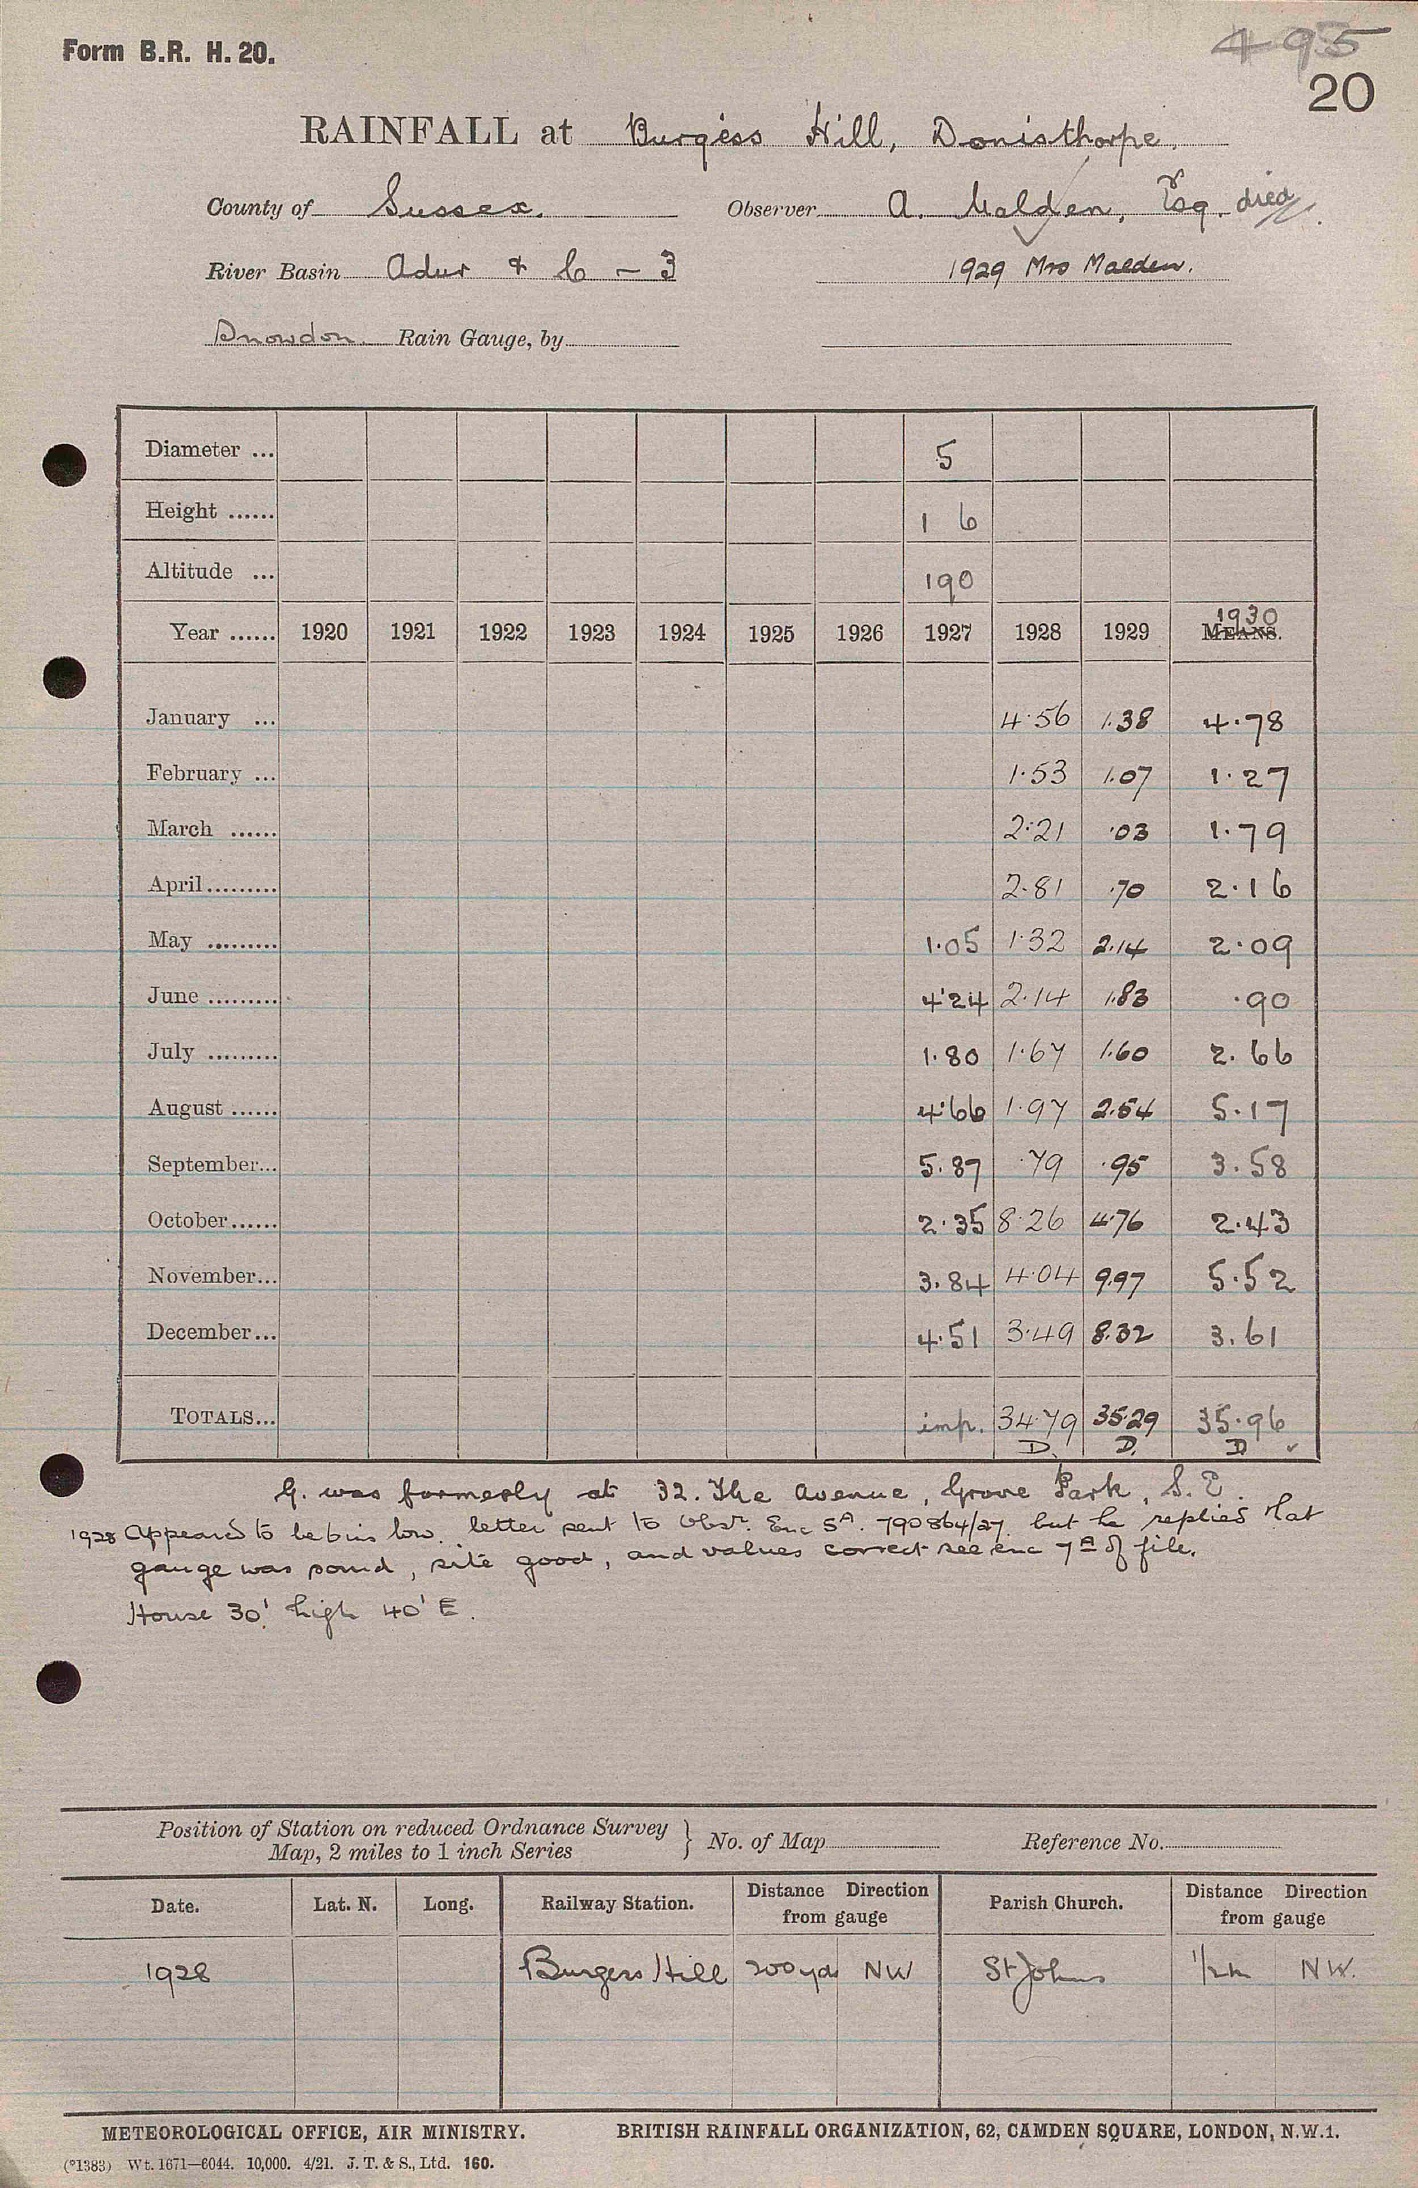 Form B.R. H. 20.
495
20
RAINFALL at Burgess Hill, Donisthorpe.
County of Sussex. Observer A. Malden, Esq. died
River Basin Adur & C – 3 1929 Mrs Malden.
Snowdon Rain Gauge, by
Diameter ... 5
Height ...... 1 6
Altitude ... 190
Year ...... 1920 1921 1922 1923 1924 1925 1926 1927 1928 1929 MEANS. 1930
January ... 4.56 1.38 4.78
February ... 1.53 1.07 1.27
March ...... 2.21 .03 1.79
April......... 2.81 .70 2.16
May ......... 1.05 1.32 2.14 2.09
June ......... 4.24 2.14 1.83 .90
July ......... 1.80 1.67 1.60 2.66
August ...... 4.66 1.97 2.54 5.17
September... 5.87 .79 .95 3.58
October...... 2.35 8.26 4.76 2.43
November... 3.84 4.04 9.97 5.52
December... 4.51 3.49 8.32 3.61
TOTALS... imp. 34.79 35.29 35.96
D. D. D
G. was formerly at 32. The Avenue, Grove Park, S.E.
1928 Appeared to be 6 ins low. letter sent to Obsr. Enc 5A. 790864/27 but he replied that
gauge was sound, site good, and values correct see enc 7A of file.
House 30' high 40' E.
Position of Station on reduced Ordnance Survey Map, 2 miles to 1 inch Series } No. of Map Reference No.
Date. Lat. N. Long. Railway Station. Distance Direction from gauge Parish Church. Distance Direction from gauge
1928 Burgess Hill 200 yds NW St Johns 1/2 m NW.
METEOROLOGICAL OFFICE, AIR MINISTRY. BRITISH RAINFALL ORGANIZATION, 62, CAMDEN SQUARE, LONDON, N.W.1.
(*1383) Wt. 1671—6044. 10,000. 4/21. J. T. & S., Ltd. 160.